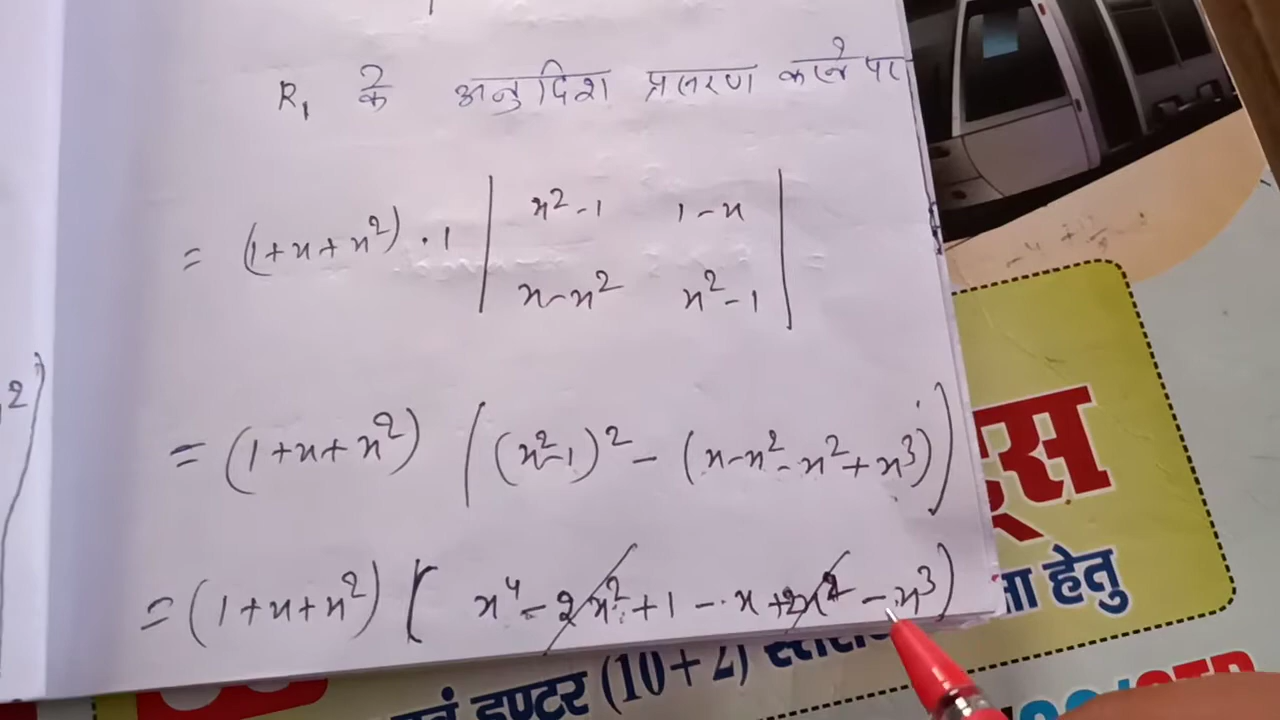 R₁ के अनुदिश प्रसरण करने पर
= (1+x+x²) · 1 | x²-1 1-x |
| x-x² x²-1 |
= (1+x+x²) ((x²-1)² - (x-x²-x²+x³))
= (1+x+x²) ( x⁴ - 2x² + 1 - x + 2x² - x³)
2)
हेतु
इण्टर (10+2)